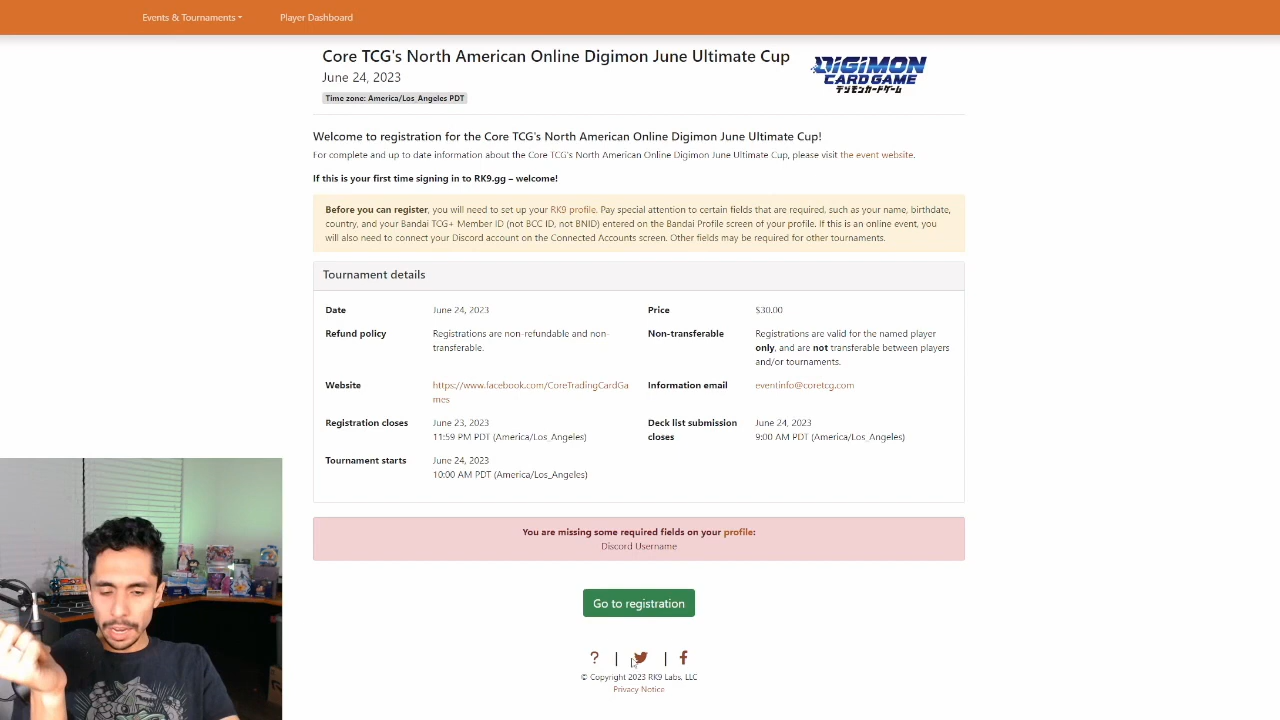 Events & Tournaments Player Dashboard
Core TCG's North American Online Digimon June Ultimate Cup
June 24, 2023
Time zone: America/Los_Angeles PDT
DIGIMON
CARD GAME
デジモンカードゲーム
Welcome to registration for the Core TCG's North American Online Digimon June Ultimate Cup!
For complete and up to date information about the Core TCG's North American Online Digimon June Ultimate Cup, please visit the event website.
If this is your first time signing in to RK9.gg – welcome!
Before you can register, you will need to set up your RK9 profile. Pay special attention to certain fields that are required, such as your name, birthdate,
country, and your Bandai TCG+ Member ID (not BCC ID, not BNID) entered on the Bandai Profile screen of your profile. If this is an online event, you
will also need to connect your Discord account on the Connected Accounts screen. Other fields may be required for other tournaments.
Tournament details
Date June 24, 2023 Price $30.00
Refund policy Registrations are non-refundable and non-
transferable.
Non-transferable Registrations are valid for the named player
only, and are not transferable between players
and/or tournaments.
Website https://www.facebook.com/CoreTradingCardGa
mes
Information email eventinfo@coretcg.com
Registration closes June 23, 2023
11:59 PM PDT (America/Los_Angeles)
Deck list submission
closes
June 24, 2023
9:00 AM PDT (America/Los_Angeles)
Tournament starts June 24, 2023
10:00 AM PDT (America/Los_Angeles)
You are missing some required fields on your profile:
Discord Username
Go to registration
? | |
© Copyright 2023 RK9 Labs, LLC
Privacy Notice